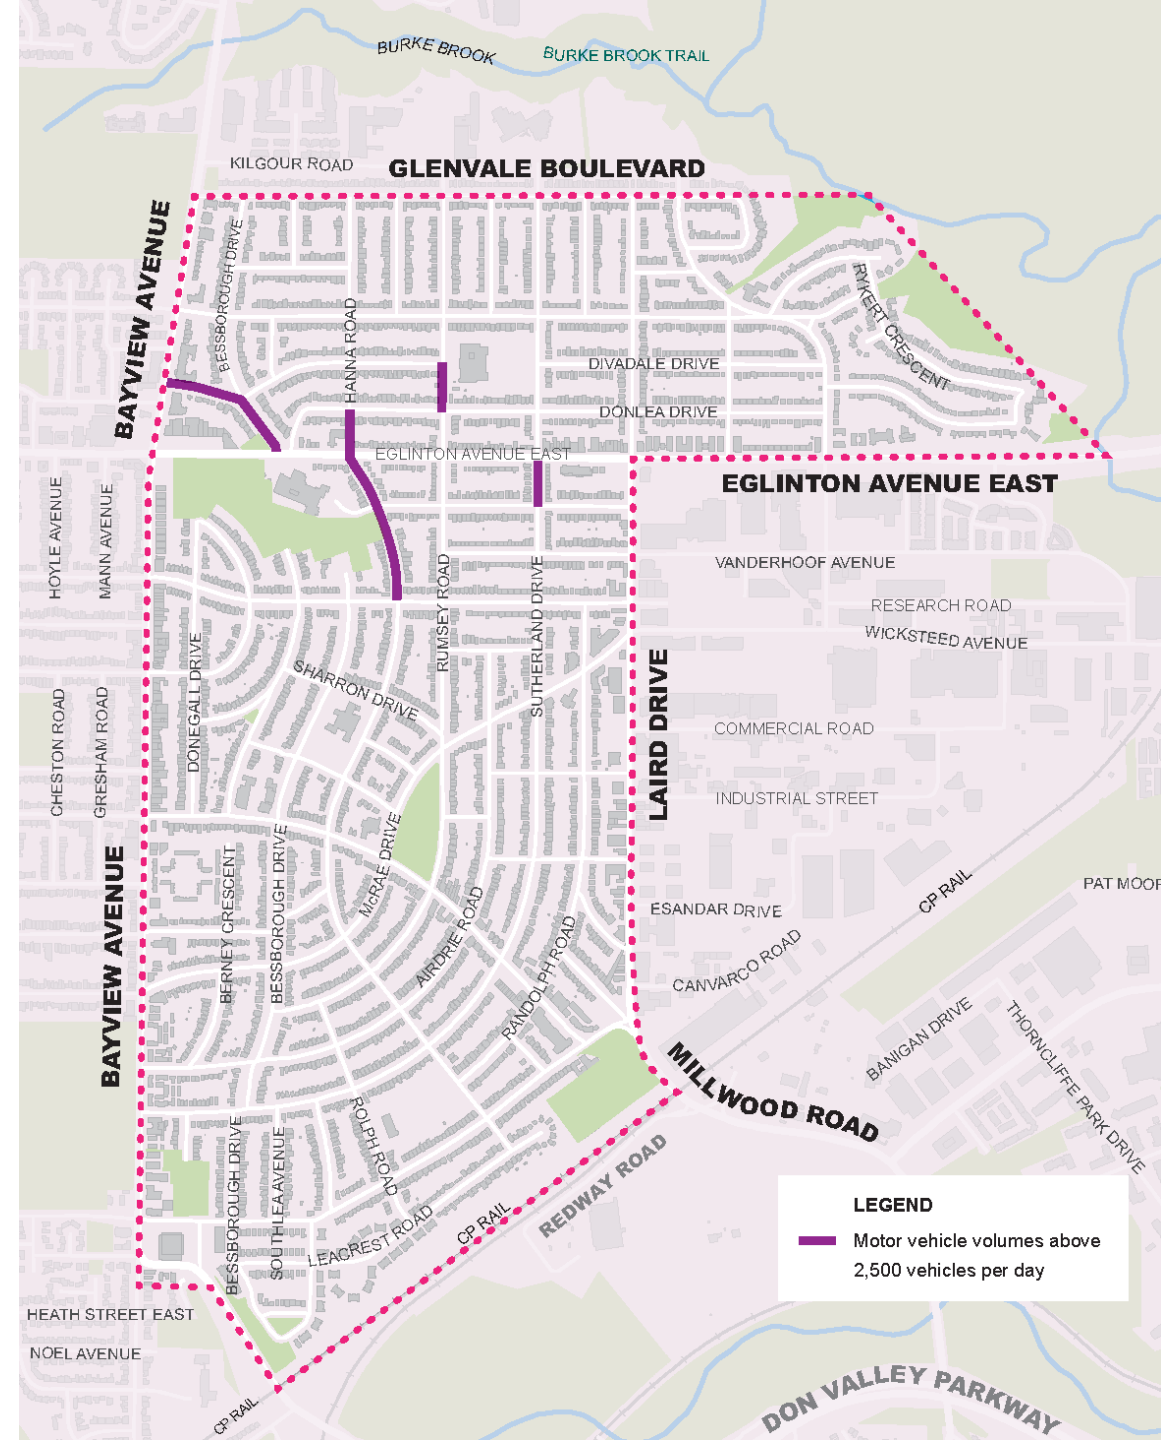 BURKE BROOK
BURKE BROOK TRAIL
KILGOUR ROAD
GLENVALE BOULEVARD
BAYVIEW AVENUE
BESSBOROUGH DRIVE
HANNA ROAD
RYKERT CRESCENT
DIVADALE DRIVE
DONLEA DRIVE
EGLINTON AVENUE EAST
EGLINTON AVENUE EAST
HOYLE AVENUE
MANN AVENUE
RUMSEY ROAD
SUTHERLAND DRIVE
VANDERHOOF AVENUE
RESEARCH ROAD
WICKSTEED AVENUE
DONEGALL DRIVE
SHARRON DRIVE
LAIRD DRIVE
CHESTON ROAD
GRESHAM ROAD
COMMERCIAL ROAD
INDUSTRIAL STREET
BAYVIEW AVENUE
BERNEY CRESCENT
BESSBOROUGH DRIVE
McRAE DRIVE
AIRDRIE ROAD
RANDOLPH ROAD
ESANDAR DRIVE
CP RAIL
PAT MOOR
CANVARCO ROAD
BANIGAN DRIVE
THORNCLIFFE PARK DRIVE
MILLWOOD ROAD
ROLPH ROAD
BESSBOROUGH DRIVE
SOUTHLEA AVENUE
LEACREST ROAD
CP RAIL
REDWAY ROAD
LEGEND
Motor vehicle volumes above
2,500 vehicles per day
HEATH STREET EAST
NOEL AVENUE
CP RAIL
DON VALLEY PARKWAY